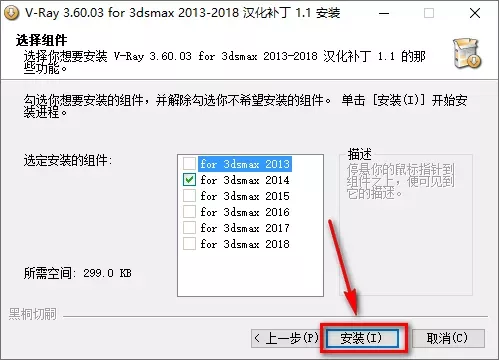 V-Ray 3.60.03 for 3dsmax 2013-2018 汉化补丁 1.1 安装
选择组件
选择你想要安装 V-Ray 3.60.03 for 3dsmax 2013-2018 汉化补丁 1.1 的那
些功能。
勾选你想要安装的组件，并解除勾选你不希望安装的组件。 单击 [安装(I)] 开始安
装进程。
选定安装的组件:
for 3dsmax 2013
for 3dsmax 2014
for 3dsmax 2015
for 3dsmax 2016
for 3dsmax 2017
for 3dsmax 2018
描述
停悬你的鼠标指针到
组件之上，便可见到
它的描述。
所需空间: 299.0 KB
黑桐切嗣
< 上一步(P)
安装(I)
取消(C)